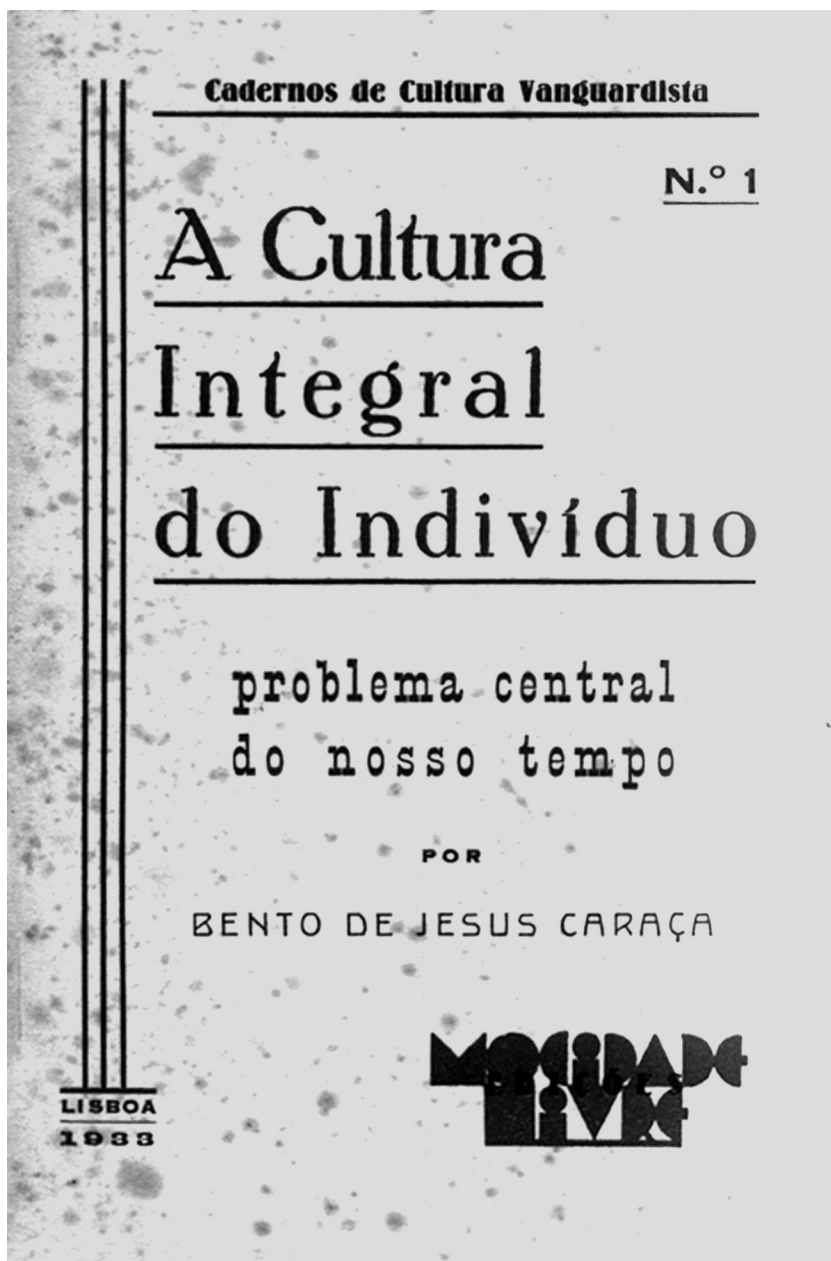 Cadernos de Cultura Vanguardista
N.º 1
A Cultura
Integral
do Indivíduo
problema central
do nosso tempo
POR
BENTO DE JESUS CARAÇA
MOCIDADE
EDIÇÕES
LIVRE
LISBOA
1933